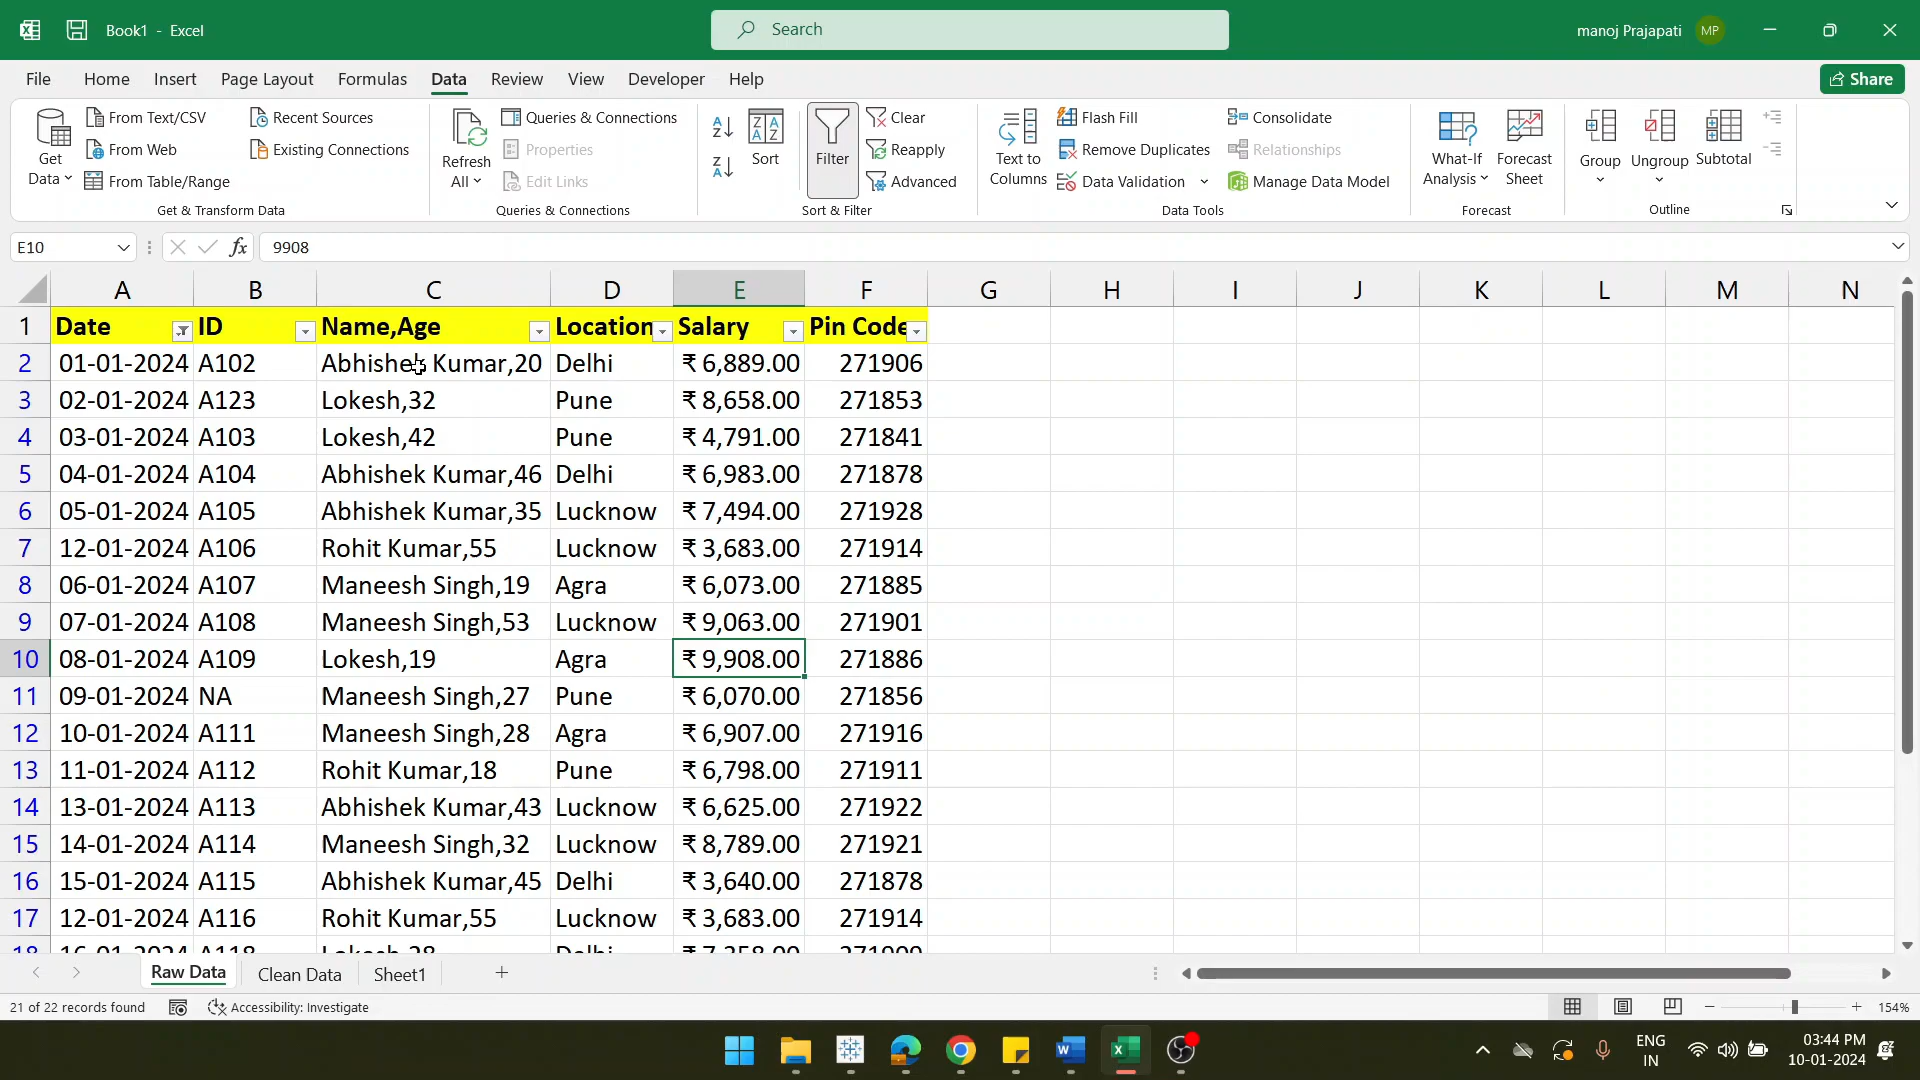 Book1 - Excel
Search
manoj Prajapati MP
File Home Insert Page Layout Formulas Data Review View Developer Help Share
Get Data
From Text/CSV
From Web
From Table/Range
Recent Sources
Existing Connections
Get & Transform Data
Refresh All
Queries & Connections
Properties
Edit Links
Queries & Connections
Sort
Filter
Clear
Reapply
Advanced
Sort & Filter
Text to Columns
Flash Fill
Remove Duplicates
Data Validation
Consolidate
Relationships
Manage Data Model
Data Tools
What-If Analysis
Forecast Sheet
Forecast
Group
Ungroup
Subtotal
Outline
E10 fx 9908
A B C D E F G H I J K L M N
1 Date ID Name,Age Location Salary Pin Code
2 01-01-2024 A102 Abhishek Kumar,20 Delhi ₹ 6,889.00 271906
3 02-01-2024 A123 Lokesh,32 Pune ₹ 8,658.00 271853
4 03-01-2024 A103 Lokesh,42 Pune ₹ 4,791.00 271841
5 04-01-2024 A104 Abhishek Kumar,46 Delhi ₹ 6,983.00 271878
6 05-01-2024 A105 Abhishek Kumar,35 Lucknow ₹ 7,494.00 271928
7 12-01-2024 A106 Rohit Kumar,55 Lucknow ₹ 3,683.00 271914
8 06-01-2024 A107 Maneesh Singh,19 Agra ₹ 6,073.00 271885
9 07-01-2024 A108 Maneesh Singh,53 Lucknow ₹ 9,063.00 271901
10 08-01-2024 A109 Lokesh,19 Agra ₹ 9,908.00 271886
11 09-01-2024 NA Maneesh Singh,27 Pune ₹ 6,070.00 271856
12 10-01-2024 A111 Maneesh Singh,28 Agra ₹ 6,907.00 271916
13 11-01-2024 A112 Rohit Kumar,18 Pune ₹ 6,798.00 271911
14 13-01-2024 A113 Abhishek Kumar,43 Lucknow ₹ 6,625.00 271922
15 14-01-2024 A114 Maneesh Singh,32 Lucknow ₹ 8,789.00 271921
16 15-01-2024 A115 Abhishek Kumar,45 Delhi ₹ 3,640.00 271878
17 12-01-2024 A116 Rohit Kumar,55 Lucknow ₹ 3,683.00 271914
Raw Data Clean Data Sheet1
21 of 22 records found Accessibility: Investigate 154%
ENG
IN
03:44 PM
10-01-2024